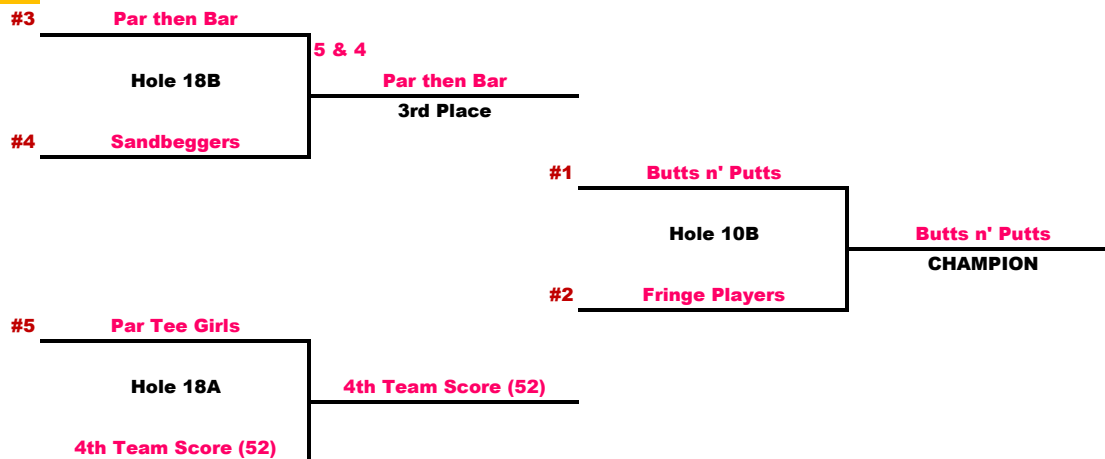 #3 Par then Bar
5 & 4
Hole 18B
Par then Bar
3rd Place
#4 Sandbeggers
#1 Butts n' Putts
Hole 10B
Butts n' Putts
CHAMPION
#2 Fringe Players
#5 Par Tee Girls
Hole 18A
4th Team Score (52)
4th Team Score (52)